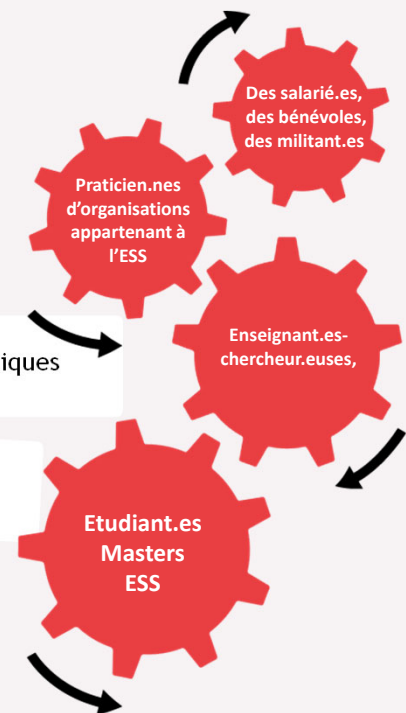 Des salarié.es,
des bénévoles,
des militant.es
Praticien.nes
d'organisations
appartenant à
l'ESS
Enseignant.es-
chercheur.euses,
iques
Etudiant.es
Masters
ESS